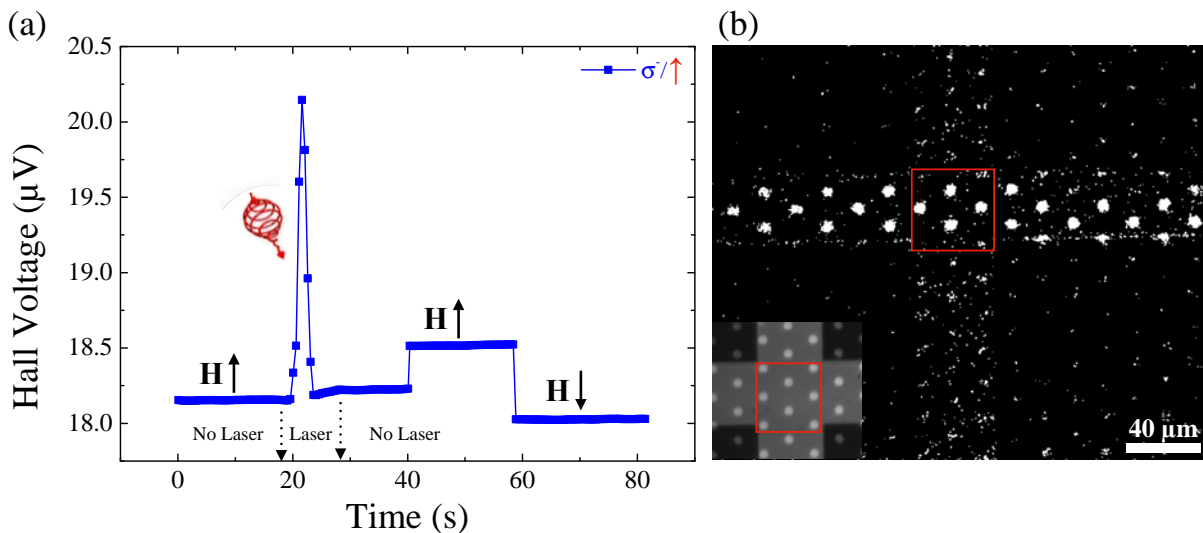 (a)
(b)
20.5
20.0
19.5
19.0
18.5
18.0
Hall Voltage (µV)
σ⁻/↑
H↑
H↑
H↓
No Laser
Laser
No Laser
0
20
40
60
80
Time (s)
40 µm